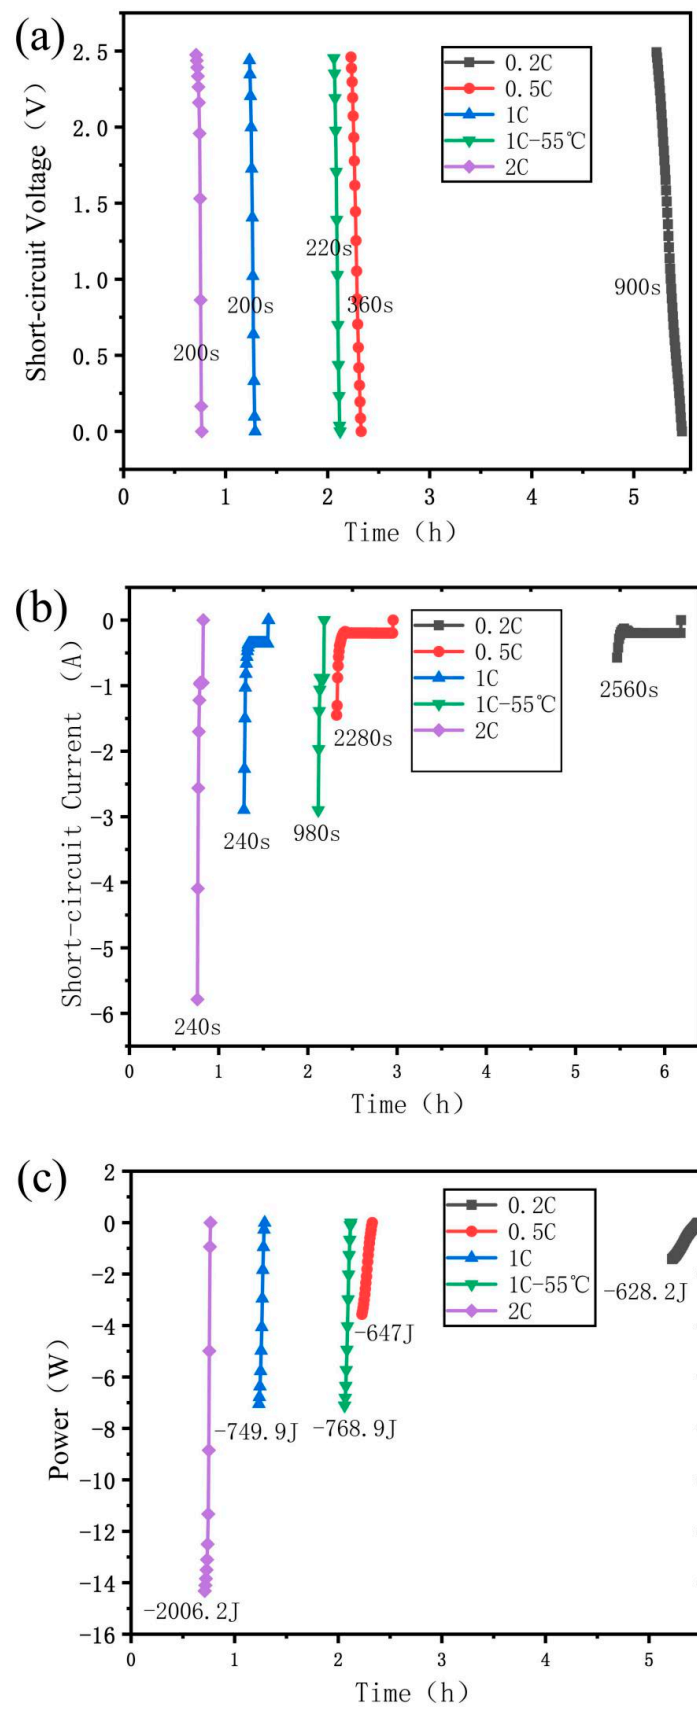 (a)
Short-circuit Voltage（V）
2.5
2.0
1.5
1.0
0.5
0.0
0.2C
0.5C
1C
1C-55℃
2C
200s
200s
220s
360s
900s
0 1 2 3 4 5
Time（h）
(b)
Short-circuit Current （A）
0
-1
-2
-3
-4
-5
-6
0.2C
0.5C
1C
1C-55℃
2C
240s
240s
980s
2280s
2560s
0 1 2 3 4 5 6
Time（h）
(c)
Power（W）
2
0
-2
-4
-6
-8
-10
-12
-14
-16
0.2C
0.5C
1C
1C-55℃
2C
-628.2J
-647J
-749.9J
-768.9J
-2006.2J
0 1 2 3 4 5
Time（h）